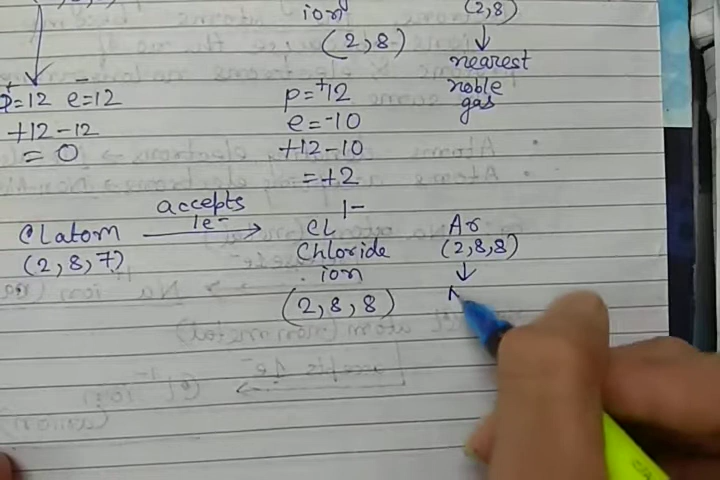 ion (2,8)
(2,8) ↓
nearest
p=+12 noble
e=-10 gas
+12-10
=+2
p=+12 e=-12
+12-12
= 0
Cl atom accepts 1e- → Cl 1- Ar
(2,8,7) Chloride (2,8,8)
ion ↓
(2,8,8) N